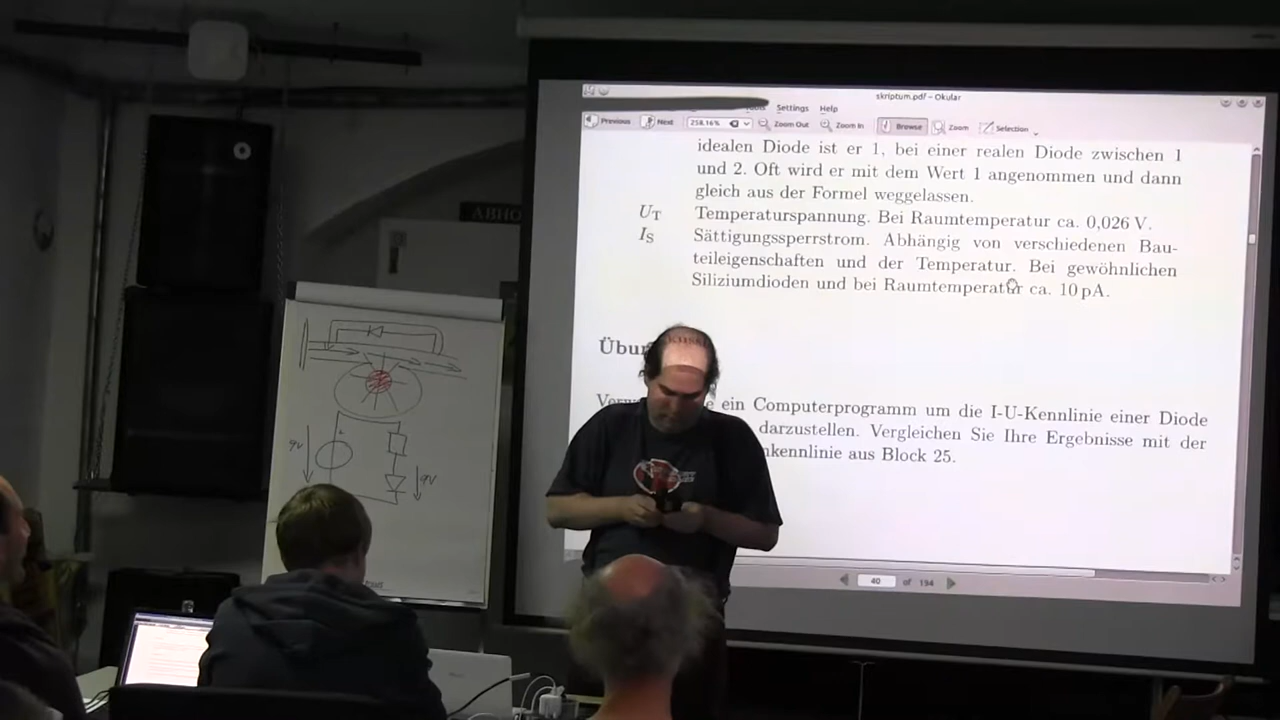 skriptum.pdf – Okular
Settings Help
Previous Next 258,16% Zoom Out Zoom In Browse Zoom Selection
idealen Diode ist er 1, bei einer realen Diode zwischen 1
und 2. Oft wird er mit dem Wert 1 angenommen und dann
gleich aus der Formel weggelassen.
UT Temperaturspannung. Bei Raumtemperatur ca. 0,026 V.
IS Sättigungssperrstrom. Abhängig von verschiedenen Bau-
teileigenschaften und der Temperatur. Bei gewöhnlichen
Siliziumdioden und bei Raumtemperatur ca. 10 pA.
ein Computerprogramm um die I-U-Kennlinie einer Diode
darzustellen. Vergleichen Sie Ihre Ergebnisse mit der
nkennlinie aus Block 25.
40 of 194
ABHO
9V
9V